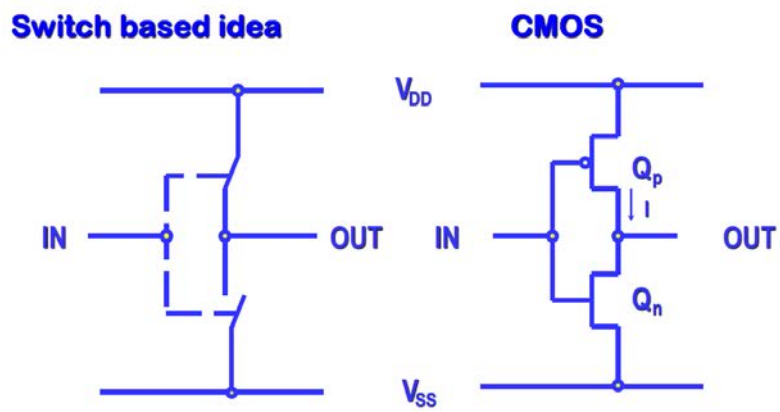 Switch based idea
CMOS
VDD
Qp
I
IN
OUT
IN
OUT
Qn
VSS